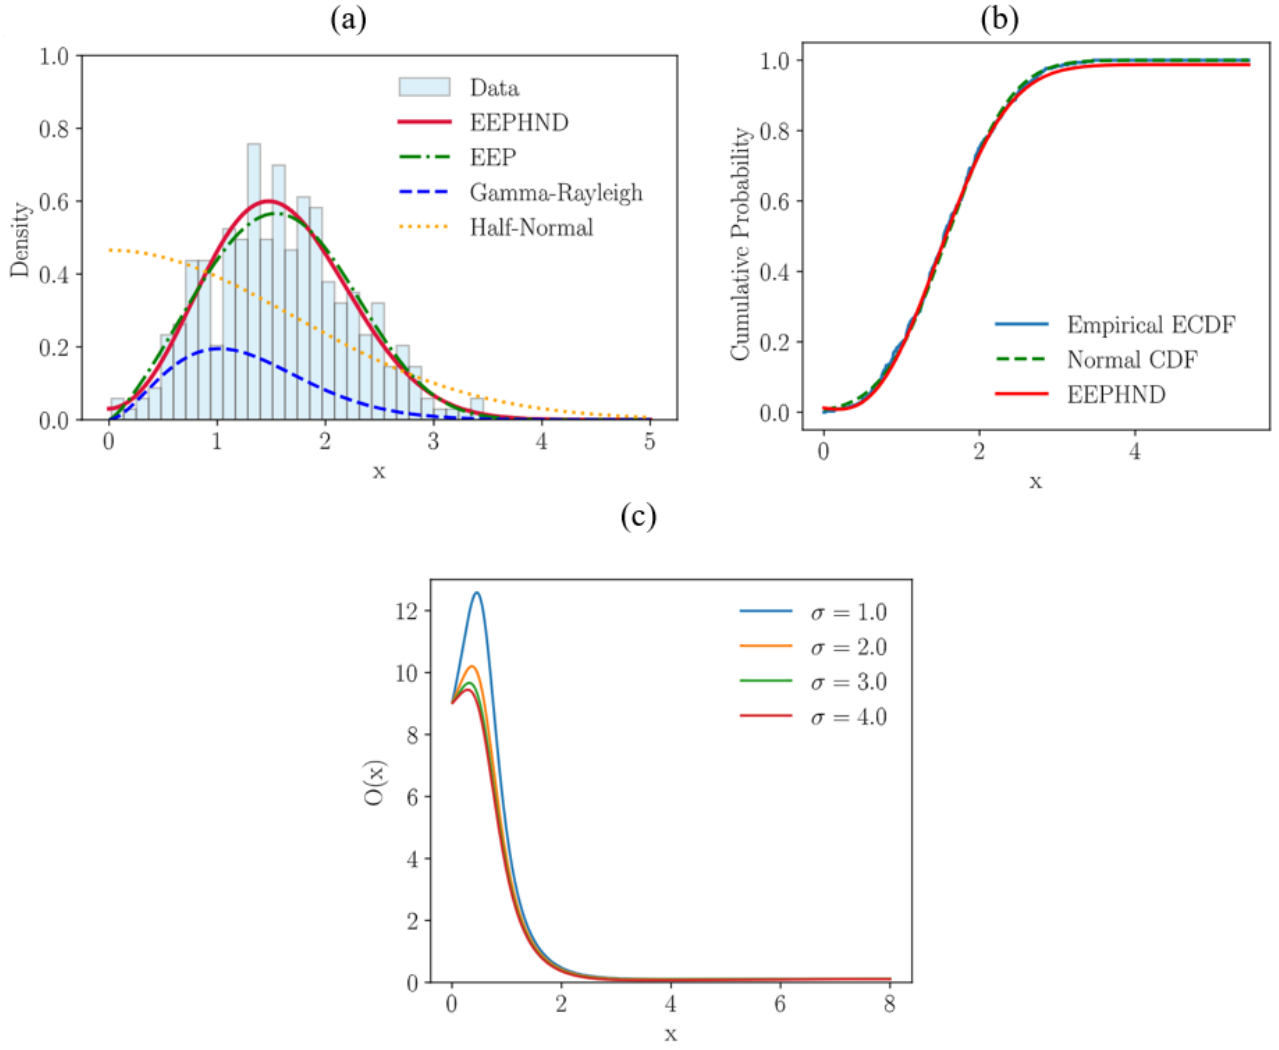 (a)
1.0
0.8
0.6
0.4
0.2
0.0
Density
0
1
2
3
4
5
x
Data
EEPHND
EEP
Gamma-Rayleigh
Half-Normal
(b)
1.0
0.8
0.6
0.4
0.2
0.0
Cumulative Probability
0
2
4
x
Empirical ECDF
Normal CDF
EEPHND
(c)
12
10
8
6
4
2
0
O(x)
0
2
4
6
8
x
σ = 1.0
σ = 2.0
σ = 3.0
σ = 4.0